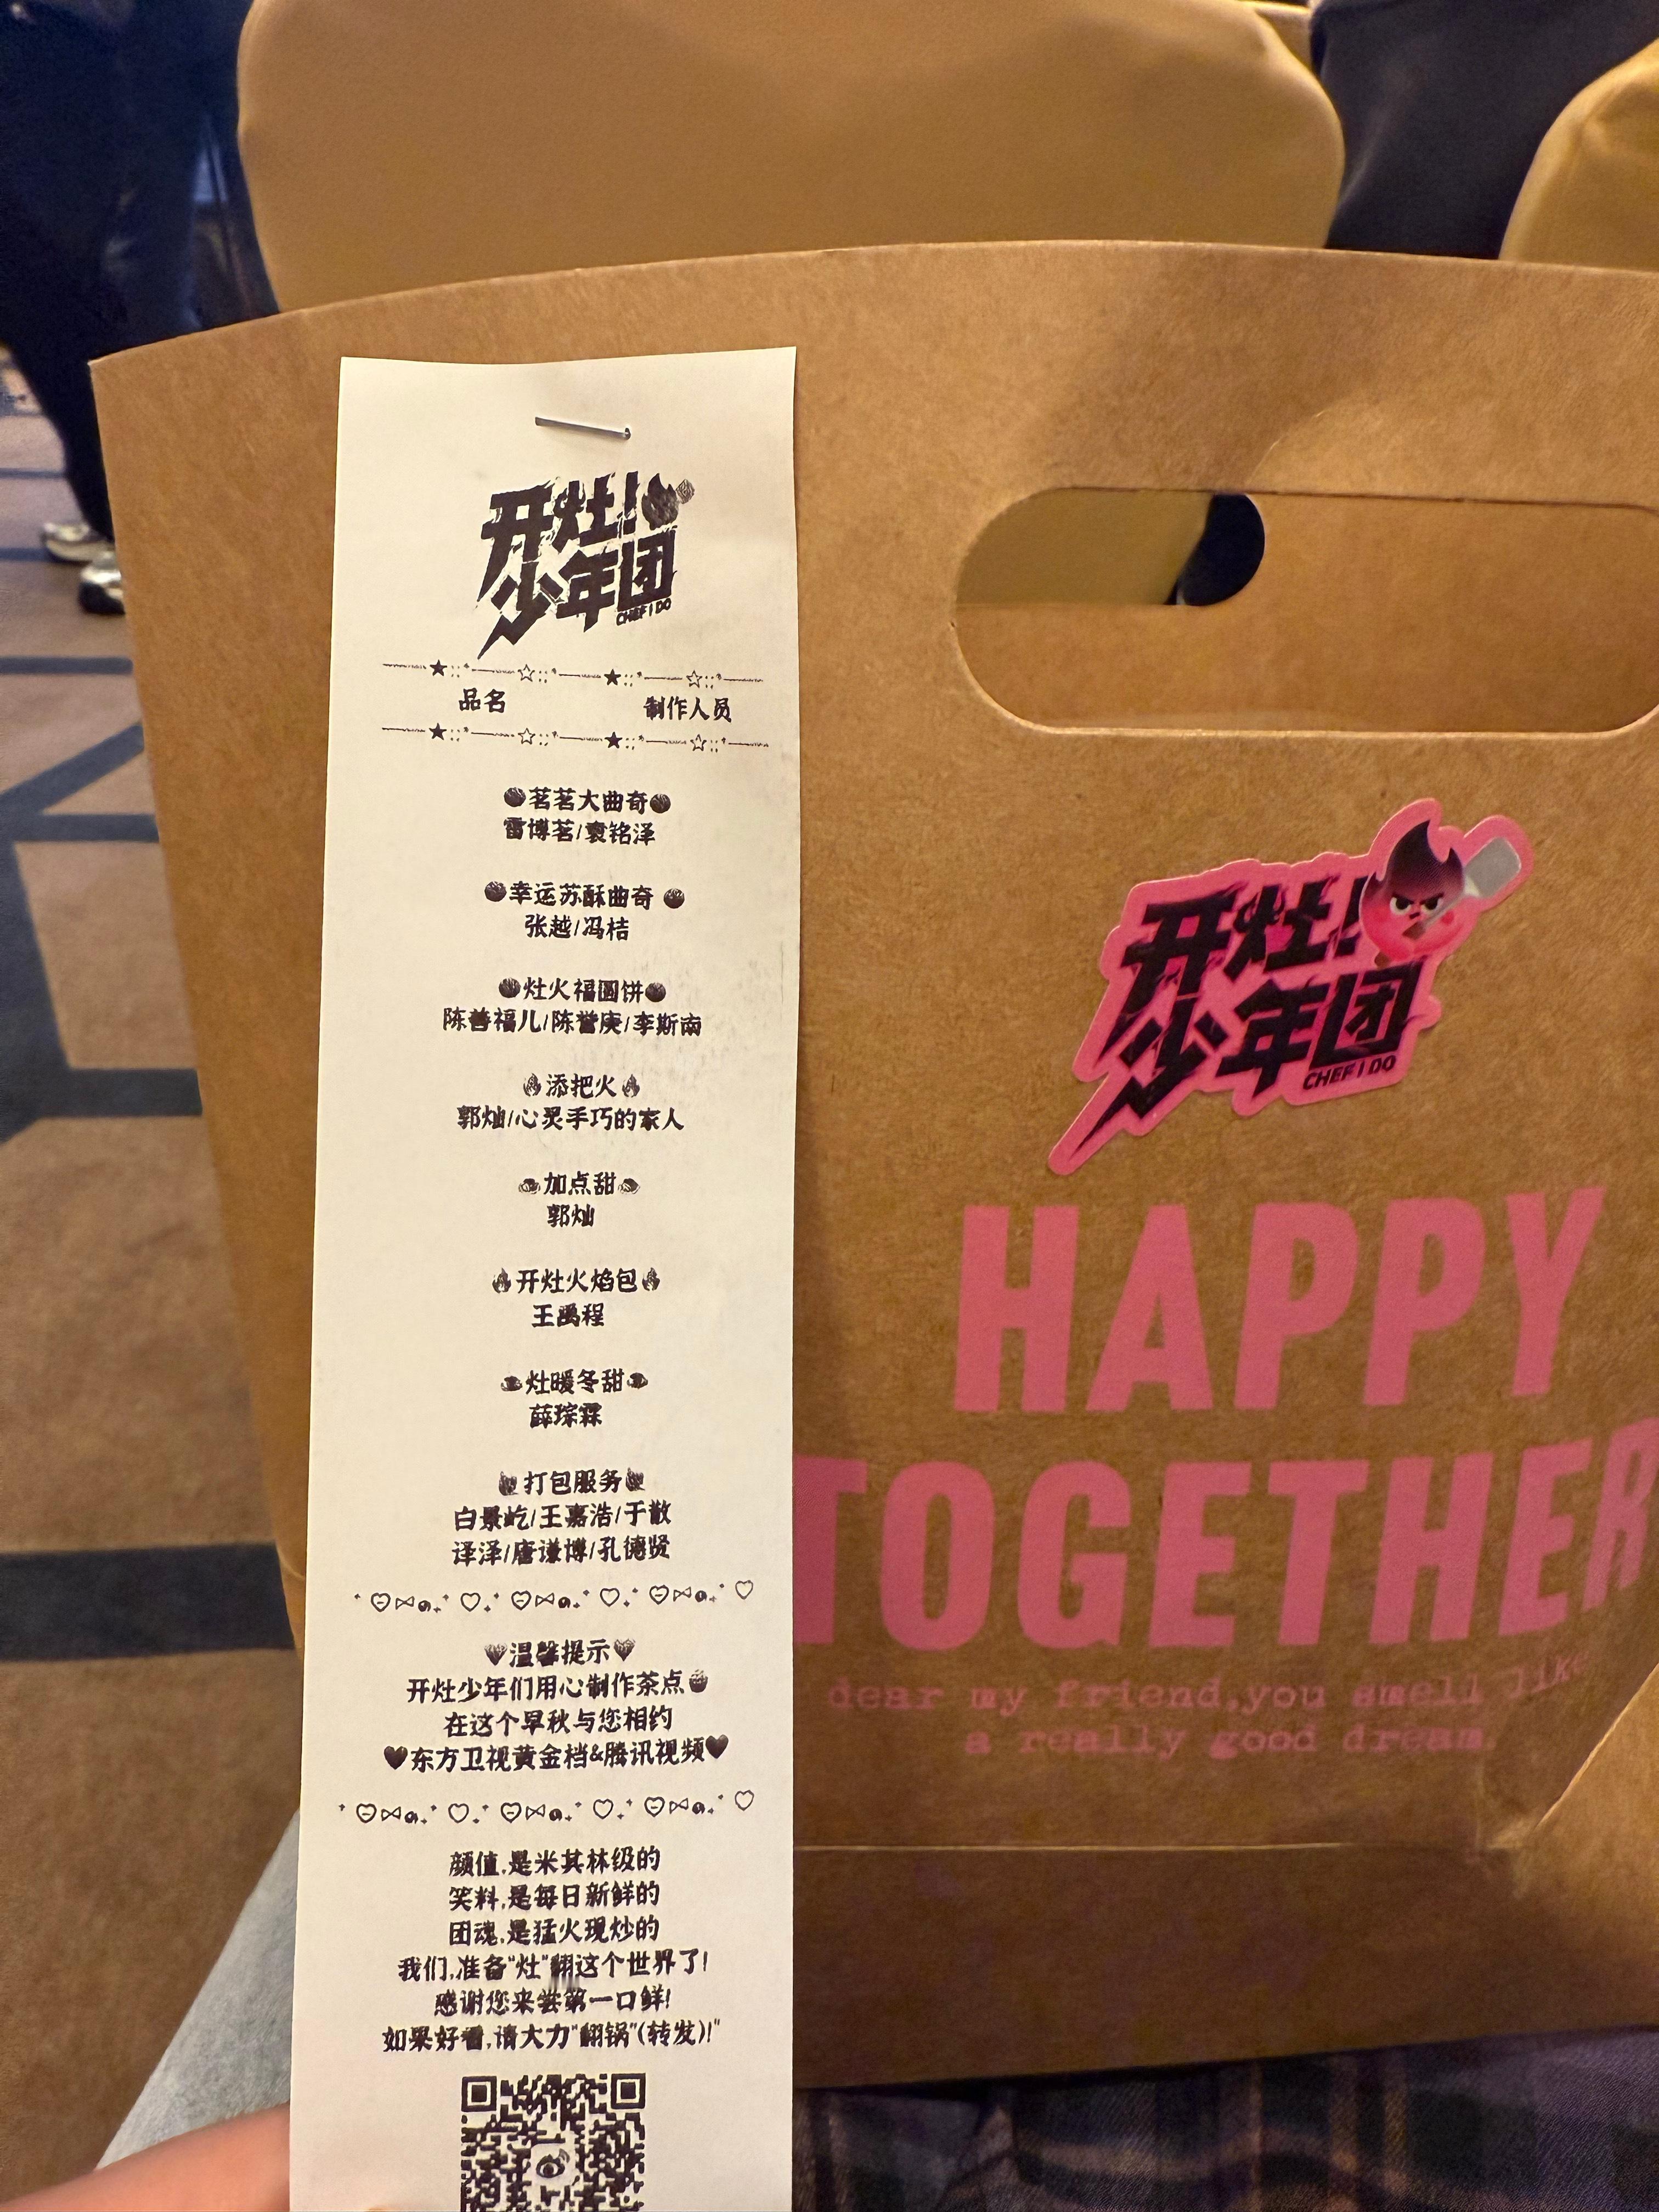 开灶!
少年团
CHEF I DO
品名 制作人员
茗茗大曲奇
雷博茗/袁铭泽
幸运苏酥曲奇
张越/冯桔
灶火福圆饼
陈善福儿/陈誉庚/李斯南
添把火
郭灿/心灵手巧的家人
加点甜
郭灿
开灶火焰包
王禹程
灶暖冬甜
薛琮霖
打包服务
白景屹/王嘉浩/于散
译泽/唐谦博/孔德贤
温馨提示
开灶少年们用心制作茶点
在这个早秋与您相约
东方卫视黄金档&腾讯视频
颜值,是米其林级的
笑料,是每日新鲜的
团魂,是猛火现炒的
我们,准备“灶”翻这个世界了!
感谢您来尝第一口鲜!
如果好看,请大力“翻锅”(转发)!”
开灶!
少年团
CHEF I DO
HAPPY
TOGETHER
dear my friend,you smell like
a really good dream.